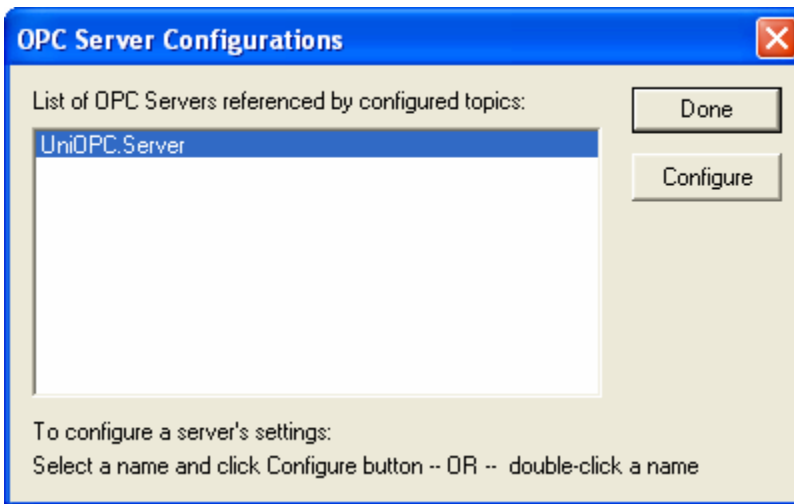 OPC Server Configurations
List of OPC Servers referenced by configured topics:
Done
UniOPC.Server
Configure
To configure a server's settings:
Select a name and click Configure button -- OR -- double-click a name